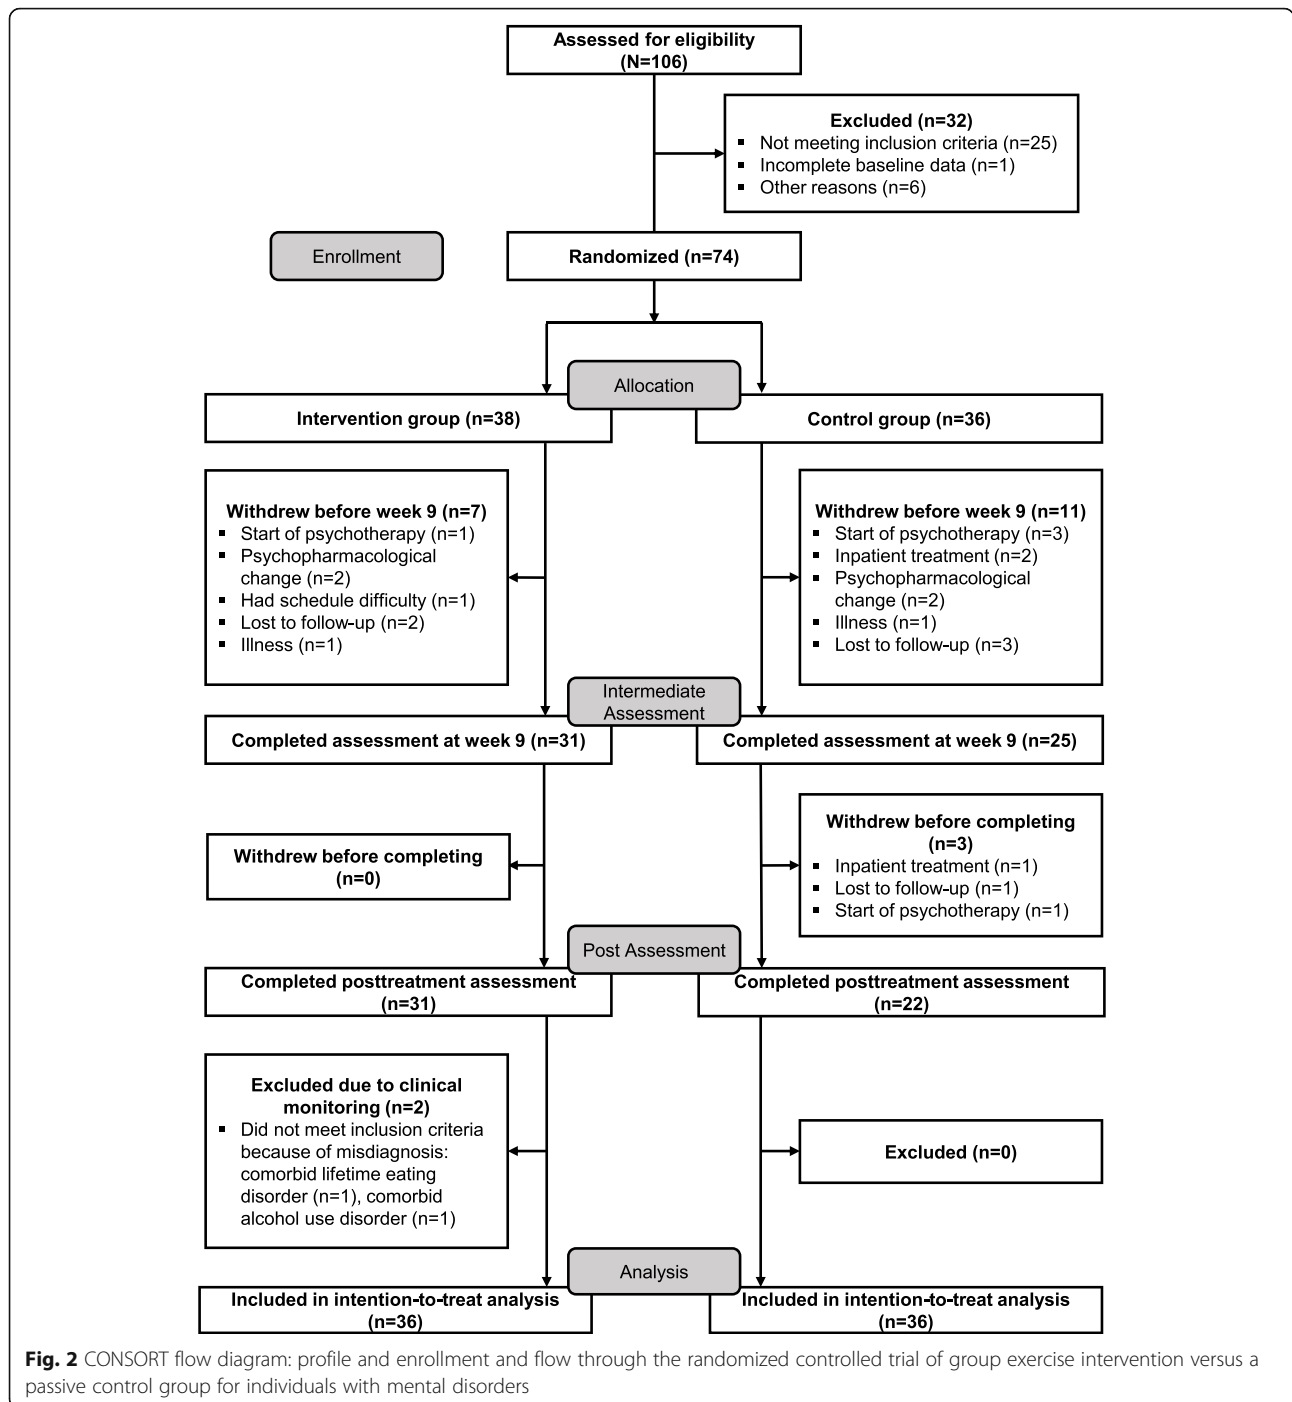 Assessed for eligibility
(N=106)
Excluded (n=32)
▪ Not meeting inclusion criteria (n=25)
▪ Incomplete baseline data (n=1)
▪ Other reasons (n=6)
Enrollment
Randomized (n=74)
Allocation
Intervention group (n=38)
Control group (n=36)
Withdrew before week 9 (n=7)
▪ Start of psychotherapy (n=1)
▪ Psychopharmacological
change (n=2)
▪ Had schedule difficulty (n=1)
▪ Lost to follow-up (n=2)
▪ Illness (n=1)
Withdrew before week 9 (n=11)
▪ Start of psychotherapy (n=3)
▪ Inpatient treatment (n=2)
▪ Psychopharmacological
change (n=2)
▪ Illness (n=1)
▪ Lost to follow-up (n=3)
Intermediate
Assessment
Completed assessment at week 9 (n=31)
Completed assessment at week 9 (n=25)
Withdrew before completing
(n=0)
Withdrew before completing
(n=3)
▪ Inpatient treatment (n=1)
▪ Lost to follow-up (n=1)
▪ Start of psychotherapy (n=1)
Post Assessment
Completed posttreatment assessment
(n=31)
Completed posttreatment assessment
(n=22)
Excluded due to clinical
monitoring (n=2)
▪ Did not meet inclusion criteria
because of misdiagnosis:
comorbid lifetime eating
disorder (n=1), comorbid
alcohol use disorder (n=1)
Excluded (n=0)
Analysis
Included in intention-to-treat analysis
(n=36)
Included in intention-to-treat analysis
(n=36)
Fig. 2 CONSORT flow diagram: profile and enrollment and flow through the randomized controlled trial of group exercise intervention versus a
passive control group for individuals with mental disorders